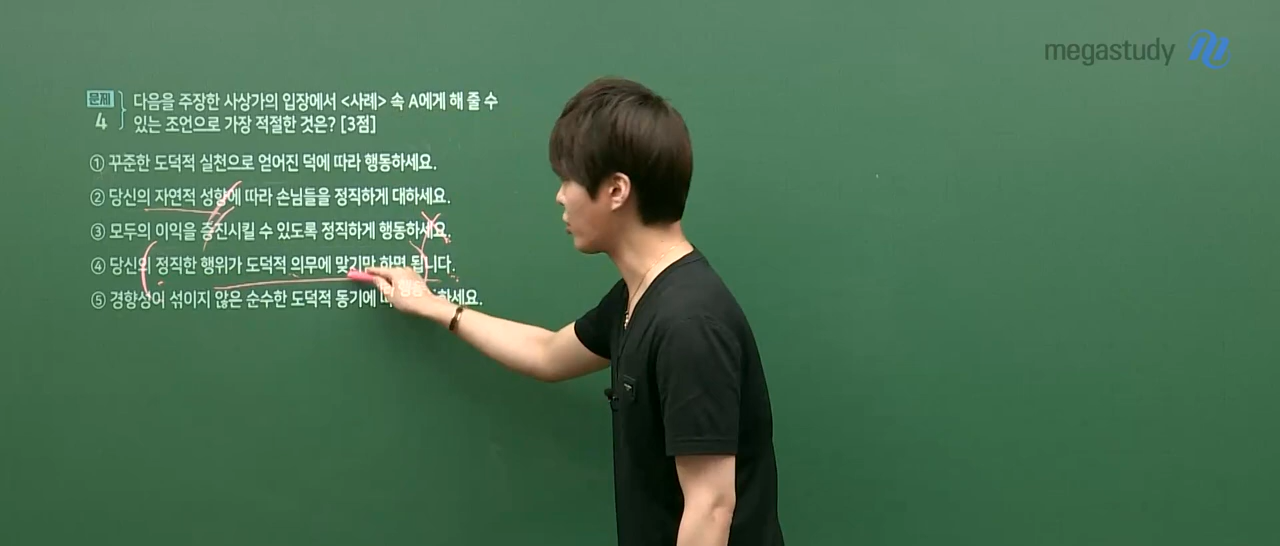 megastudy
문제
4
다음을 주장한 사상가의 입장에서 <사례> 속 A에게 해 줄 수
있는 조언으로 가장 적절한 것은? [3점]
① 꾸준한 도덕적 실천으로 얻어진 덕에 따라 행동하세요.
② 당신의 자연적 성향에 따라 손님들을 정직하게 대하세요.
③ 모두의 이익을 증진시킬 수 있도록 정직하게 행동하세요.
④ 당신의 정직한 행위가 도덕적 의무에 맞기만 하면 됩니다.
⑤ 경향성이 섞이지 않은 순수한 도덕적 동기에 하세요.